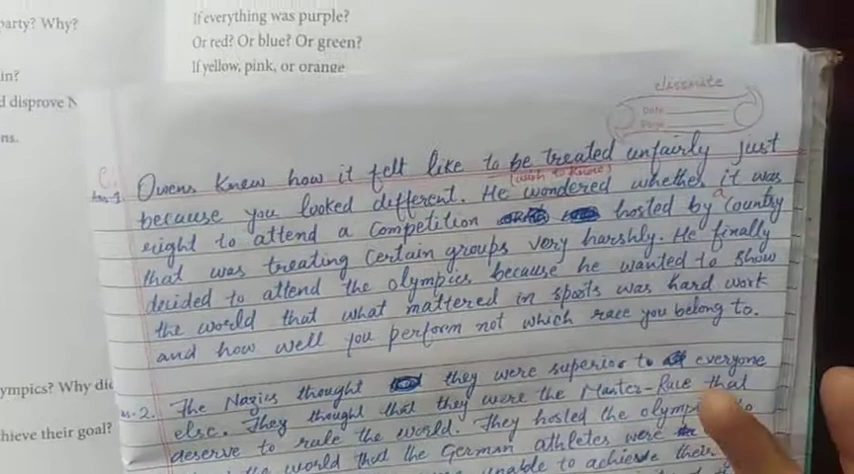 party? Why?
in?
d disprove N
ns.
ympics? Why did
hieve their goal?
If everything was purple?
Or red? Or blue? Or green?
If yellow, pink, or orange
classmate
Date
Page
C.
Ans-1. Owens knew how it felt like to be treated unfairly just
because you looked different. He wondered whether it was
(wish to know)
right to attend a competition hosted by a country
that was treating certain groups very harshly. He finally
decided to attend the olympics because he wanted to show
the world that what mattered in spoots was hard work
and how well you perform not which race you belong to.
Ans-2. The Nazis thought they were superior to everyone
else. They thought that they were the Master-Race that
deserve to rule the world. They hosted the olymp
the world that the German athletes were
unable to achieve their